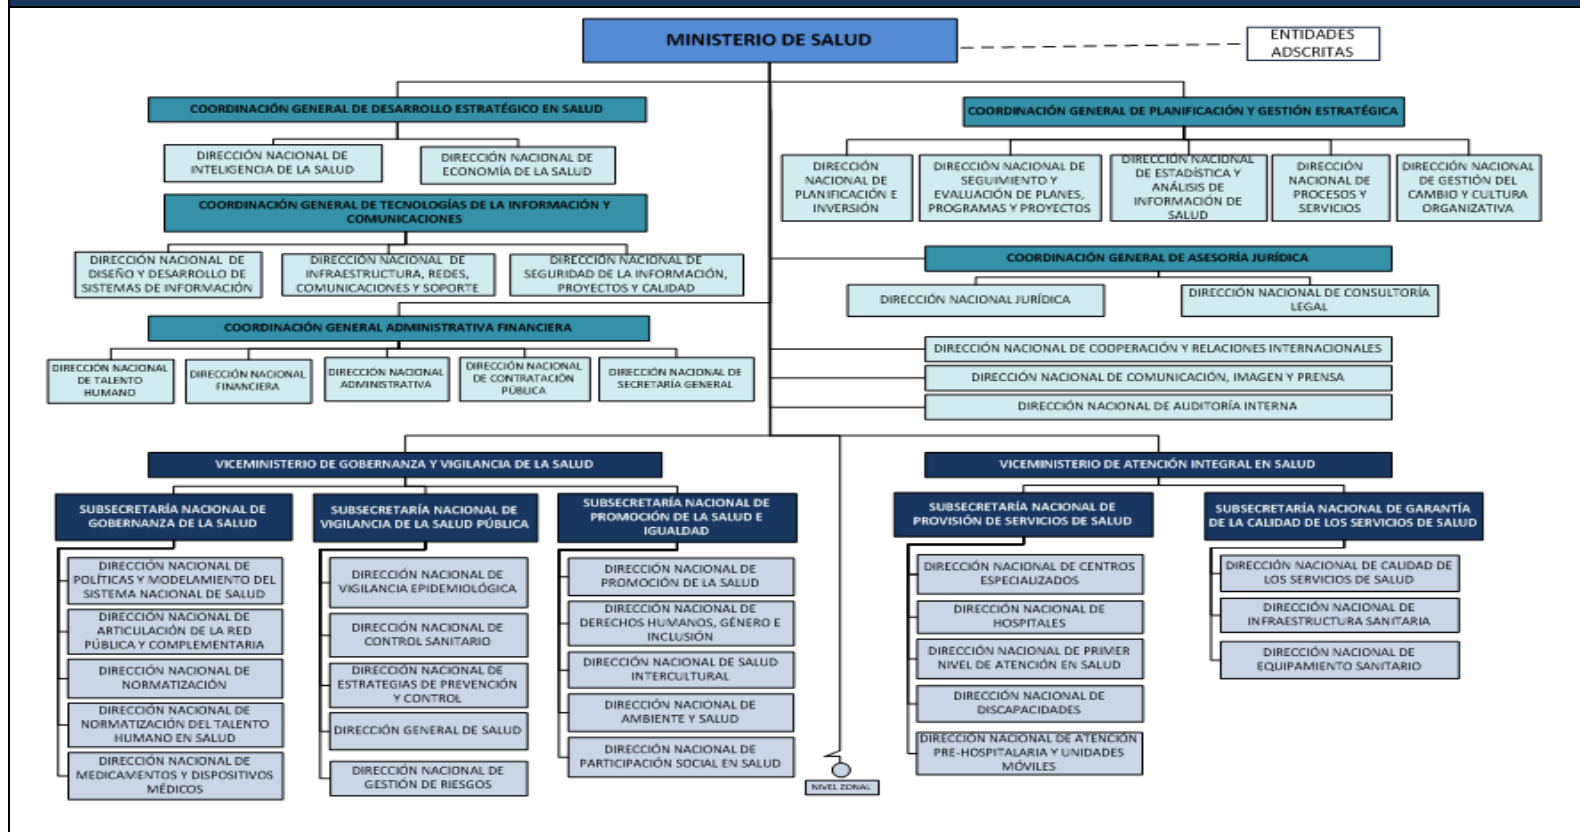 MINISTERIO DE SALUD
ENTIDADES
ADSCRITAS
COORDINACIÓN GENERAL DE DESARROLLO ESTRATÉGICO EN SALUD
DIRECCIÓN NACIONAL DE
INTELIGENCIA DE LA SALUD
DIRECCIÓN NACIONAL DE
ECONOMÍA DE LA SALUD
COORDINACIÓN GENERAL DE PLANIFICACIÓN Y GESTIÓN ESTRATÉGICA
DIRECCIÓN
NACIONAL DE
PLANIFICACIÓN E
INVERSIÓN
DIRECCIÓN NACIONAL DE
SEGUIMIENTO Y
EVALUACIÓN DE PLANES,
PROGRAMAS Y PROYECTOS
DIRECCIÓN NACIONAL
DE ESTADÍSTICA Y
ANÁLISIS DE
INFORMACIÓN DE
SALUD
DIRECCIÓN
NACIONAL DE
PROCESOS Y
SERVICIOS
DIRECCIÓN NACIONAL
DE GESTIÓN DEL
CAMBIO Y CULTURA
ORGANIZATIVA
COORDINACIÓN GENERAL DE TECNOLOGÍAS DE LA INFORMACIÓN Y
COMUNICACIONES
DIRECCIÓN NACIONAL DE
DISEÑO Y DESARROLLO DE
SISTEMAS DE INFORMACIÓN
DIRECCIÓN NACIONAL DE
INFRAESTRUCTURA, REDES,
COMUNICACIONES Y SOPORTE
DIRECCIÓN NACIONAL DE
SEGURIDAD DE LA INFORMACIÓN,
PROYECTOS Y CALIDAD
COORDINACIÓN GENERAL DE ASESORÍA JURÍDICA
DIRECCIÓN NACIONAL JURÍDICA
DIRECCIÓN NACIONAL DE CONSULTORÍA
LEGAL
COORDINACIÓN GENERAL ADMINISTRATIVA FINANCIERA
DIRECCIÓN NACIONAL
DE TALENTO
HUMANO
DIRECCIÓN NACIONAL
FINANCIERA
DIRECCIÓN NACIONAL
ADMINISTRATIVA
DIRECCIÓN NACIONAL
DE CONTRATACIÓN
PÚBLICA
DIRECCIÓN NACIONAL DE
SECRETARÍA GENERAL
DIRECCIÓN NACIONAL DE COOPERACIÓN Y RELACIONES INTERNACIONALES
DIRECCIÓN NACIONAL DE COMUNICACIÓN, IMAGEN Y PRENSA
DIRECCIÓN NACIONAL DE AUDITORÍA INTERNA
VICEMINISTERIO DE GOBERNANZA Y VIGILANCIA DE LA SALUD
SUBSECRETARÍA NACIONAL DE
GOBERNANZA DE LA SALUD
DIRECCIÓN NACIONAL DE
POLÍTICAS Y MODELAMIENTO DEL
SISTEMA NACIONAL DE SALUD
DIRECCIÓN NACIONAL DE
ARTICULACIÓN DE LA RED
PÚBLICA Y COMPLEMENTARIA
DIRECCIÓN NACIONAL DE
NORMATIZACIÓN
DIRECCIÓN NACIONAL DE
NORMATIZACIÓN DEL TALENTO
HUMANO EN SALUD
DIRECCIÓN NACIONAL DE
MEDICAMENTOS Y DISPOSITIVOS
MÉDICOS
SUBSECRETARÍA NACIONAL DE
VIGILANCIA DE LA SALUD PÚBLICA
DIRECCIÓN NACIONAL DE
VIGILANCIA EPIDEMIOLÓGICA
DIRECCIÓN NACIONAL DE
CONTROL SANITARIO
DIRECCIÓN NACIONAL DE
ESTRATEGIAS DE PREVENCIÓN
Y CONTROL
DIRECCIÓN GENERAL DE SALUD
DIRECCIÓN NACIONAL DE
GESTIÓN DE RIESGOS
SUBSECRETARÍA NACIONAL DE
PROMOCIÓN DE LA SALUD E
IGUALDAD
DIRECCIÓN NACIONAL DE
PROMOCIÓN DE LA SALUD
DIRECCIÓN NACIONAL DE
DERECHOS HUMANOS, GÉNERO E
INCLUSIÓN
DIRECCIÓN NACIONAL DE SALUD
INTERCULTURAL
DIRECCIÓN NACIONAL DE
AMBIENTE Y SALUD
DIRECCIÓN NACIONAL DE
PARTICIPACIÓN SOCIAL EN SALUD
NIVEL ZONAL
VICEMINISTERIO DE ATENCIÓN INTEGRAL EN SALUD
SUBSECRETARÍA NACIONAL DE
PROVISIÓN DE SERVICIOS DE SALUD
DIRECCIÓN NACIONAL DE CENTROS
ESPECIALIZADOS
DIRECCIÓN NACIONAL DE
HOSPITALES
DIRECCIÓN NACIONAL DE PRIMER
NIVEL DE ATENCIÓN EN SALUD
DIRECCIÓN NACIONAL DE
DISCAPACIDADES
DIRECCIÓN NACIONAL DE ATENCIÓN
PRE-HOSPITALARIA Y UNIDADES
MÓVILES
SUBSECRETARÍA NACIONAL DE GARANTÍA
DE LA CALIDAD DE LOS SERVICIOS DE SALUD
DIRECCIÓN NACIONAL DE CALIDAD DE
LOS SERVICIOS DE SALUD
DIRECCIÓN NACIONAL DE
INFRAESTRUCTURA SANITARIA
DIRECCIÓN NACIONAL DE
EQUIPAMIENTO SANITARIO